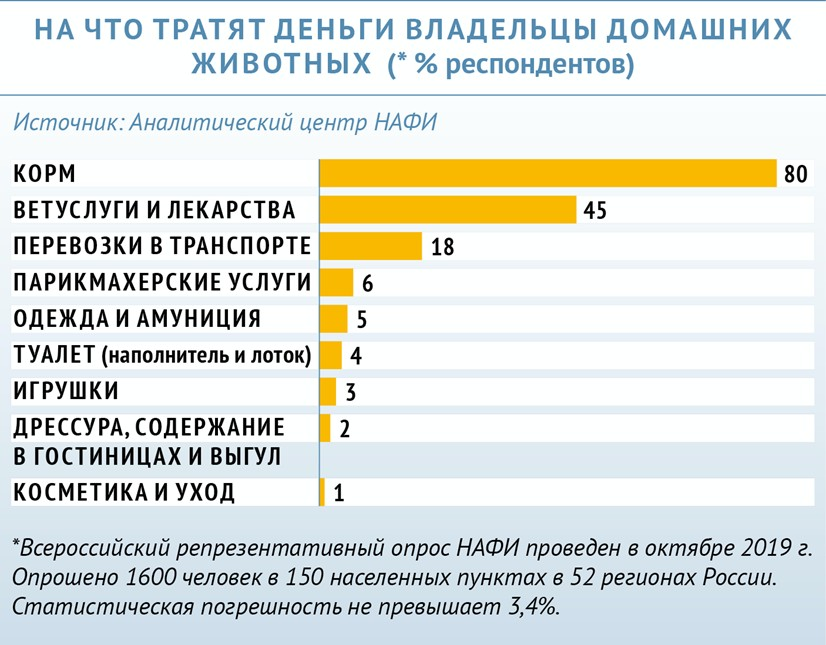 НА ЧТО ТРАТЯТ ДЕНЬГИ ВЛАДЕЛЬЦЫ ДОМАШНИХ
ЖИВОТНЫХ (* % респондентов)
Источник: Аналитический центр НАФИ
КОРМ 80
ВЕТУСЛУГИ И ЛЕКАРСТВА 45
ПЕРЕВОЗКИ В ТРАНСПОРТЕ 18
ПАРИКМАХЕРСКИЕ УСЛУГИ 6
ОДЕЖДА И АМУНИЦИЯ 5
ТУАЛЕТ (наполнитель и лоток) 4
ИГРУШКИ 3
ДРЕССУРА, СОДЕРЖАНИЕ 2
В ГОСТИНИЦАХ И ВЫГУЛ
КОСМЕТИКА И УХОД 1
*Всероссийский репрезентативный опрос НАФИ проведен в октябре 2019 г.
Опрошено 1600 человек в 150 населенных пунктах в 52 регионах России.
Статистическая погрешность не превышает 3,4%.